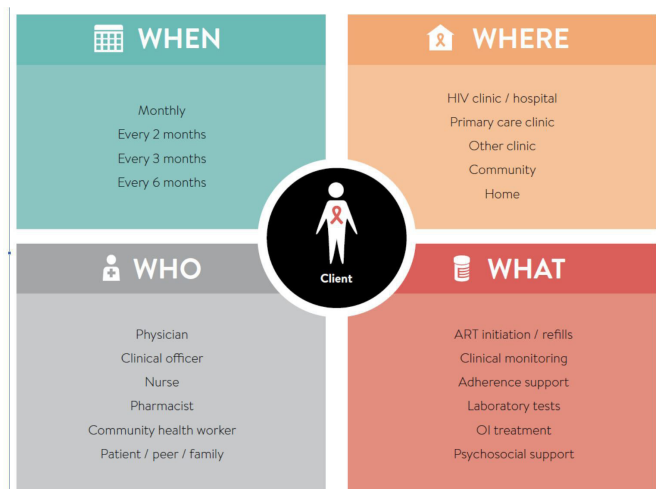 WHEN
Monthly
Every 2 months
Every 3 months
Every 6 months
WHERE
HIV clinic / hospital
Primary care clinic
Other clinic
Community
Home
Client
WHO
Physician
Clinical officer
Nurse
Pharmacist
Community health worker
Patient / peer / family
WHAT
ART initiation / refills
Clinical monitoring
Adherence support
Laboratory tests
OI treatment
Psychosocial support